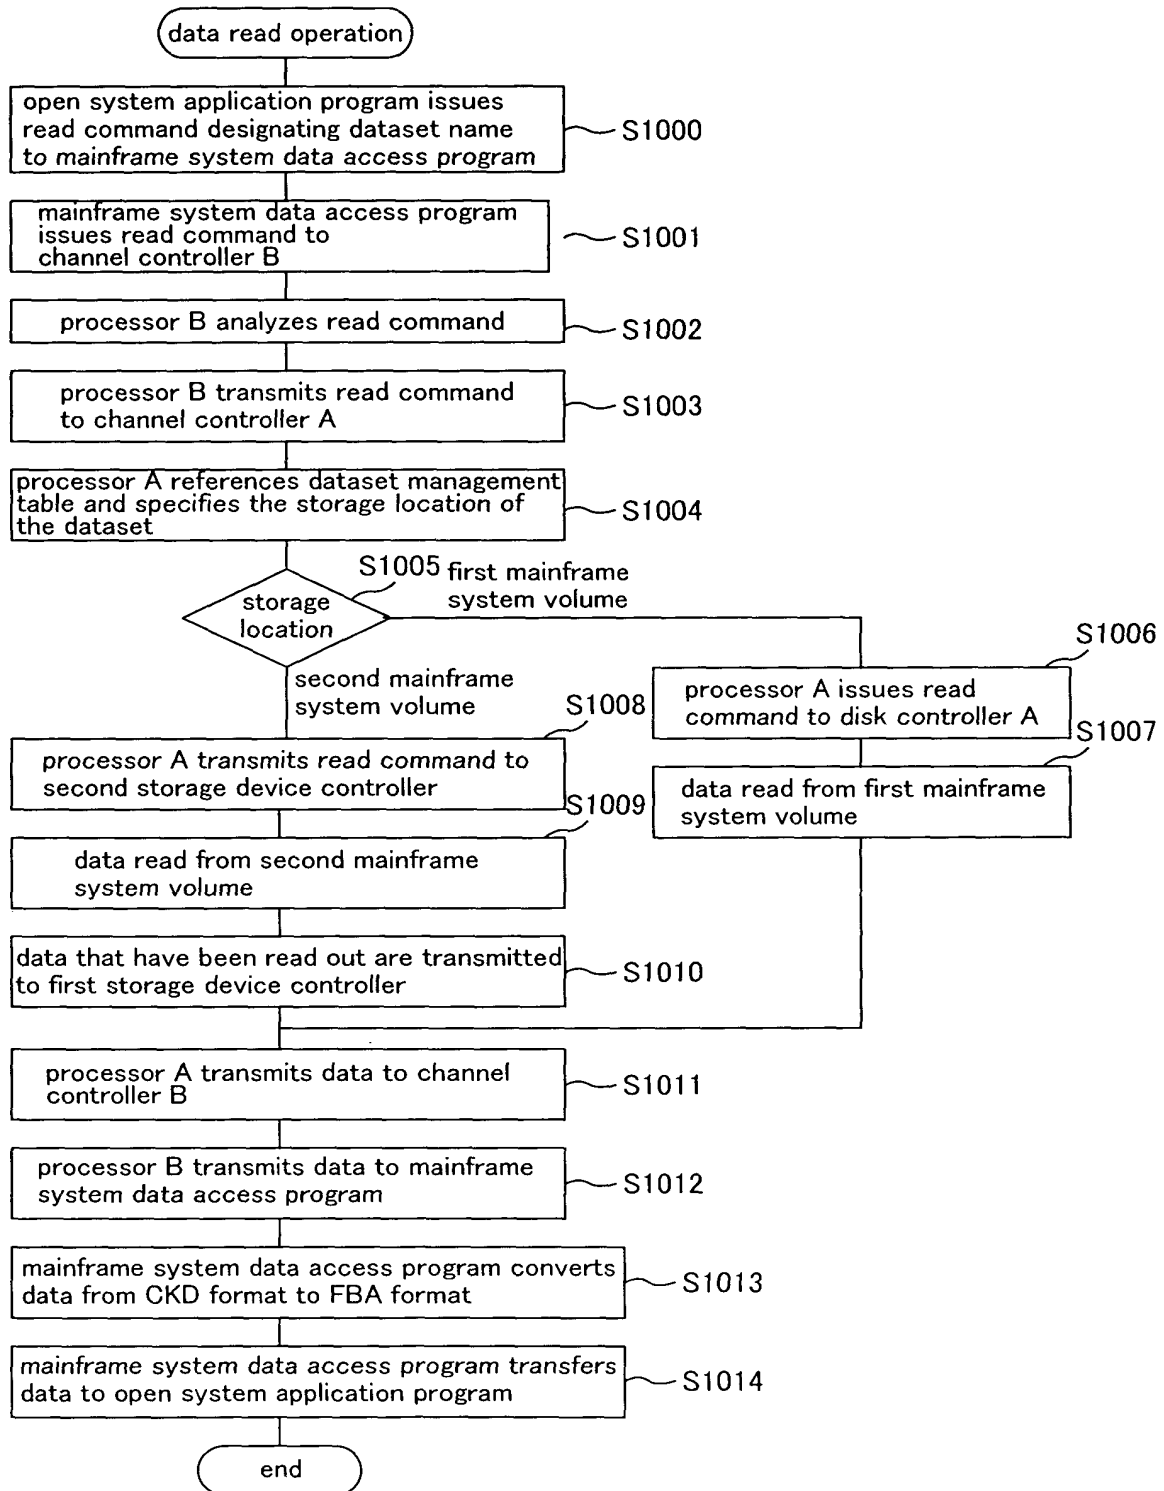 data read operation
open system application program issues
read command designating dataset name
to mainframe system data access program
S1000
mainframe system data access program
issues read command to
channel controller B
S1001
processor B analyzes read command
S1002
processor B transmits read command
to channel controller A
S1003
processor A references dataset management
table and specifies the storage location of
the dataset
S1004
S1005
storage
location
first mainframe
system volume
second mainframe
system volume
S1006
processor A issues read
command to disk controller A
S1007
data read from first mainframe
system volume
S1008
processor A transmits read command to
second storage device controller
S1009
data read from second mainframe
system volume
data that have been read out are transmitted
to first storage device controller
S1010
processor A transmits data to channel
controller B
S1011
processor B transmits data to mainframe
system data access program
S1012
mainframe system data access program converts
data from CKD format to FBA format
S1013
mainframe system data access program transfers
data to open system application program
S1014
end